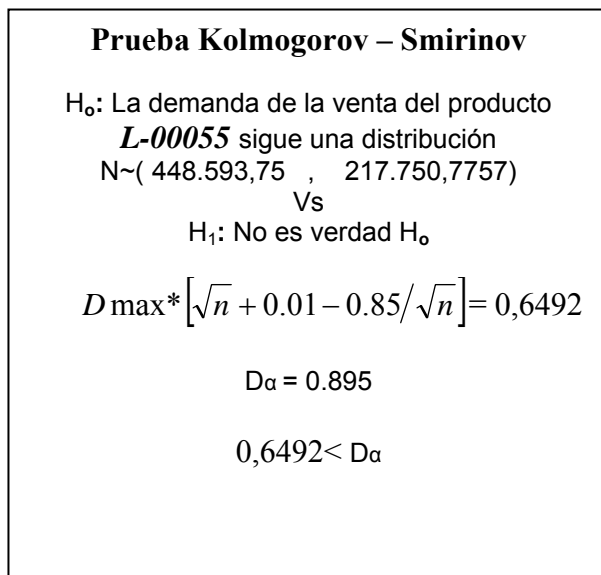 Prueba Kolmogorov – Smirinov
Ho: La demanda de la venta del producto
L-00055 sigue una distribución
N~( 448.593,75 , 217.750,7757)
Vs
H1: No es verdad Ho
D max*[√n + 0.01 – 0.85/√n]= 0,6492
Dα = 0.895
0,6492< Dα